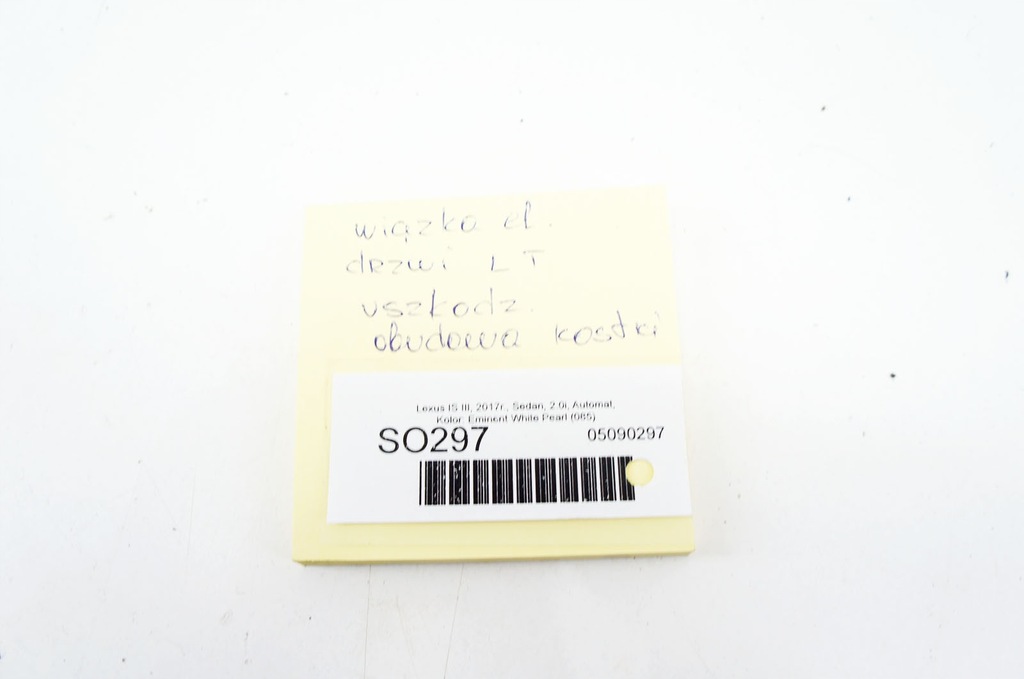 wiązka el.
drzwi L T
uszkodz.
obudowa kostki
Lexus IS III, 2017r., Sedan, 2.0i, Automat,
Kolor: Eminent White Pearl (085)
SO297
05090297